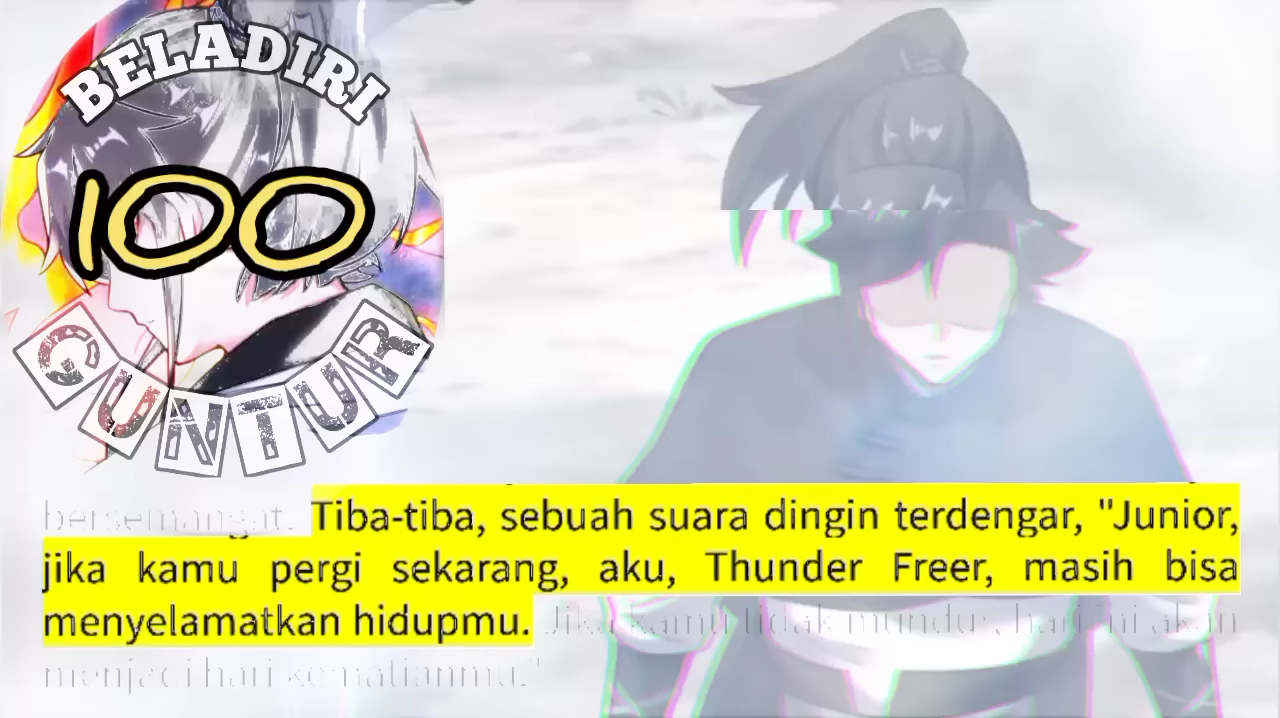 BELADIRI
100
GUNTUR
bersemangat. Tiba-tiba, sebuah suara dingin terdengar, "Junior,
jika kamu pergi sekarang, aku, Thunder Freer, masih bisa
menyelamatkan hidupmu. Jika kamu tidak mundur, hari ini akan
menjadi hari kematianmu."